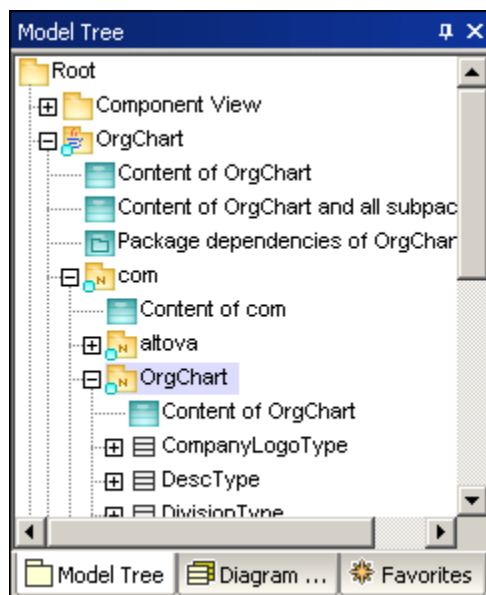 Model Tree
Root
Component View
OrgChart
Content of OrgChart
Content of OrgChart and all subpac
Package dependencies of OrgChar
N com
Content of com
N altova
N OrgChart
Content of OrgChart
CompanyLogoType
DescType
DivisionType
Model Tree Diagram ... Favorites